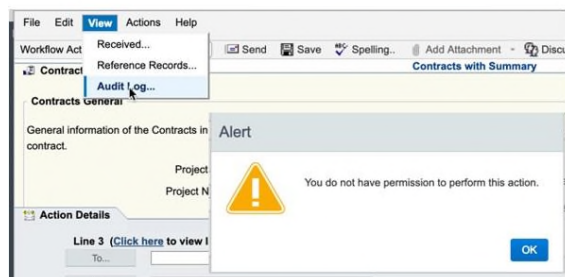 File Edit View Actions Help
Workflow Act Send Save Spelling.. Add Attachment - Discu
Received...
Reference Records...
Audit Log...
Contract Contracts with Summary
Contracts General
General information of the Contracts in
contract.
Project
Project N
Alert
You do not have permission to perform this action.
OK
Action Details
Line 3 (Click here to view l
To...